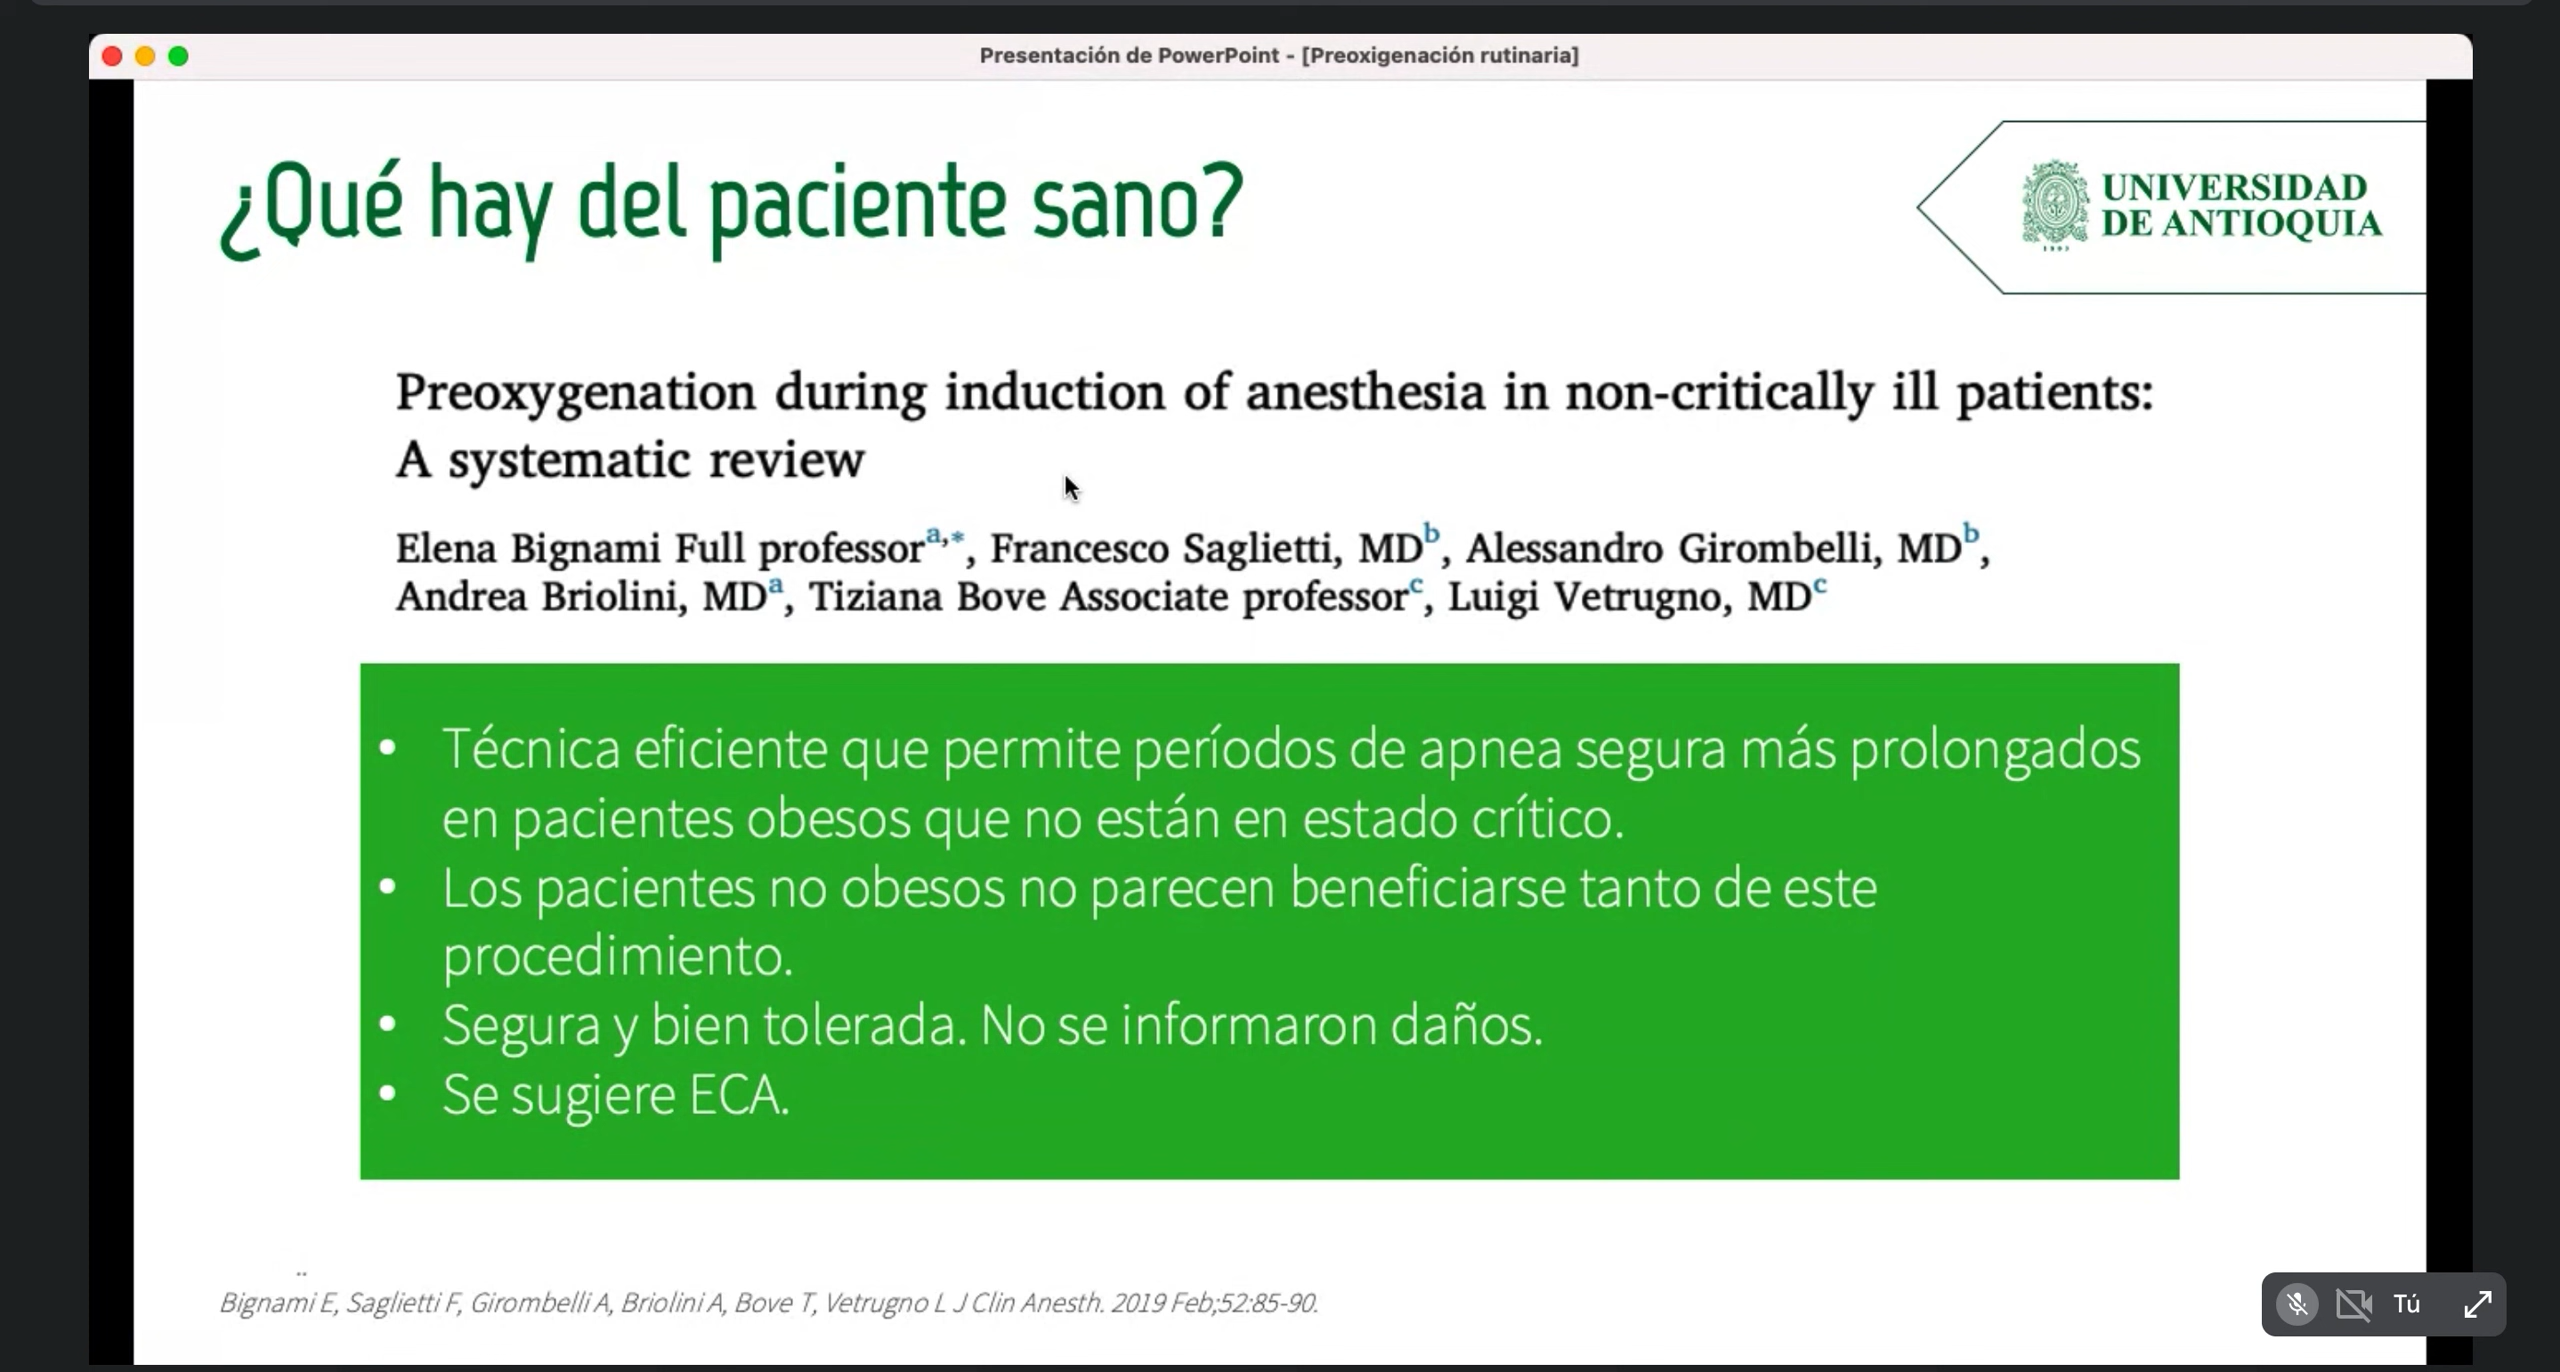 Presentación de PowerPoint - [Preoxigenación rutinaria]
¿Qué hay del paciente sano?
UNIVERSIDAD
DE ANTIOQUIA
1803
Preoxygenation during induction of anesthesia in non-critically ill patients:
A systematic review
Elena Bignami Full professor a,*, Francesco Saglietti, MD b, Alessandro Girombelli, MD b,
Andrea Briolini, MD a, Tiziana Bove Associate professor c, Luigi Vetrugno, MD c
• Técnica eficiente que permite períodos de apnea segura más prolongados
en pacientes obesos que no están en estado crítico.
• Los pacientes no obesos no parecen beneficiarse tanto de este
procedimiento.
• Segura y bien tolerada. No se informaron daños.
• Se sugiere ECA.
..
Bignami E, Saglietti F, Girombelli A, Briolini A, Bove T, Vetrugno L J Clin Anesth. 2019 Feb;52:85-90.
Tú